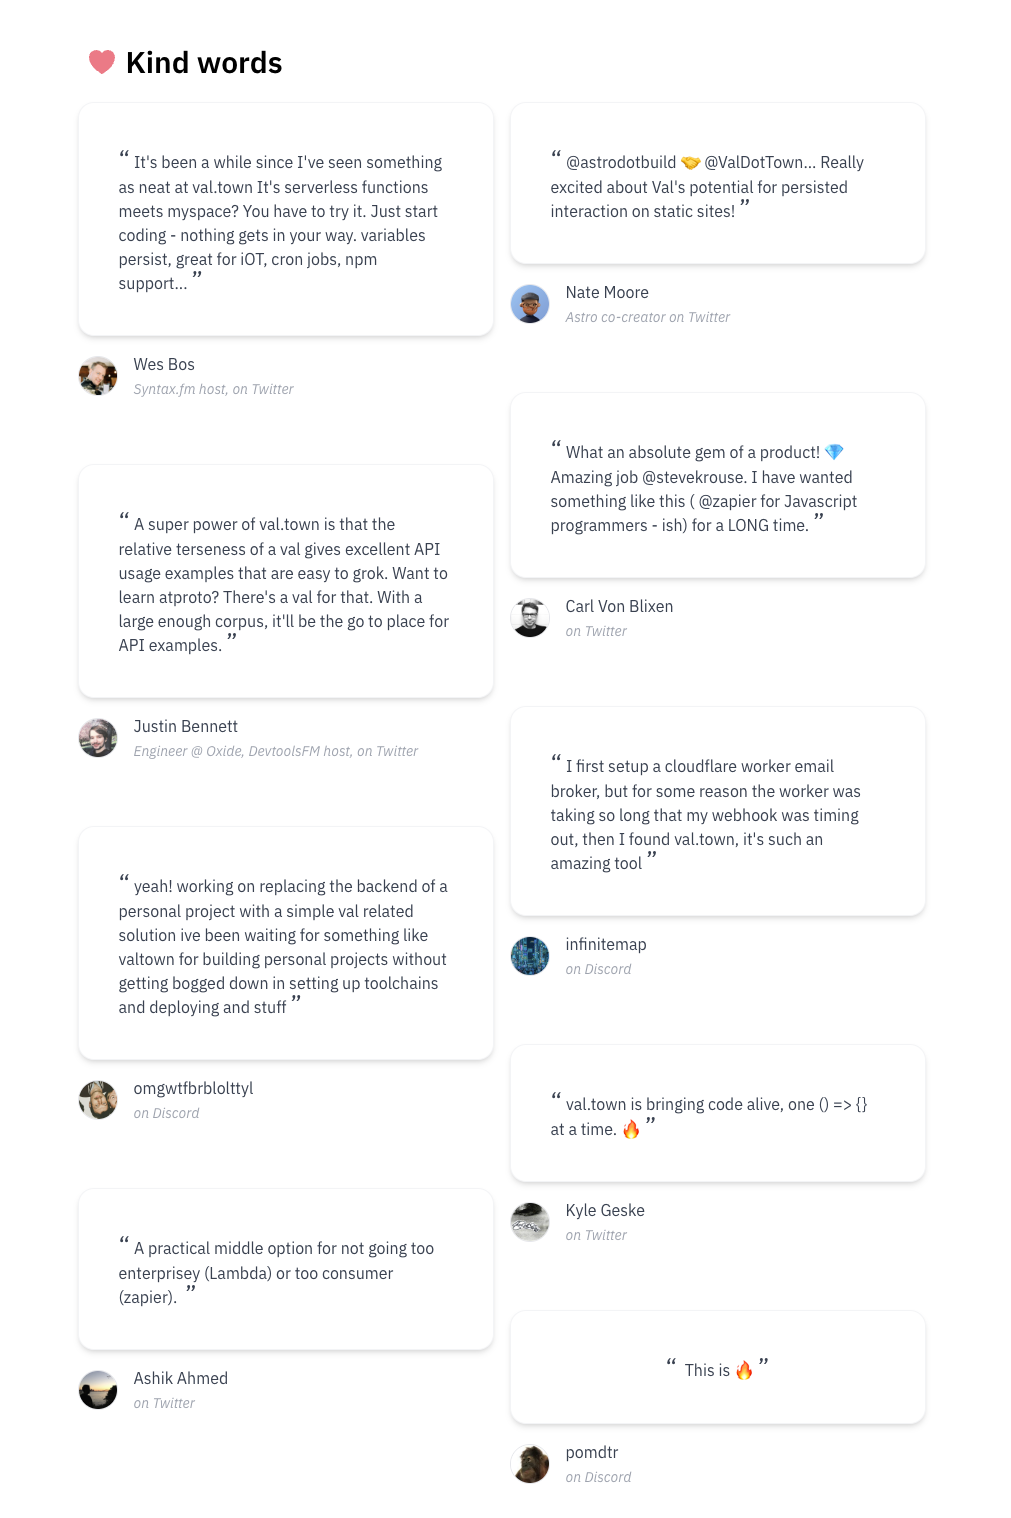 ❤️ Kind words
“ It's been a while since I've seen something
as neat at val.town It's serverless functions
meets myspace? You have to try it. Just start
coding - nothing gets in your way. variables
persist, great for iOT, cron jobs, npm
support... ”
Wes Bos
Syntax.fm host, on Twitter
“ A super power of val.town is that the
relative terseness of a val gives excellent API
usage examples that are easy to grok. Want to
learn atproto? There's a val for that. With a
large enough corpus, it'll be the go to place for
API examples. ”
Justin Bennett
Engineer @ Oxide, DevtoolsFM host, on Twitter
“ yeah! working on replacing the backend of a
personal project with a simple val related
solution ive been waiting for something like
valtown for building personal projects without
getting bogged down in setting up toolchains
and deploying and stuff ”
omgwtfbrblolttyl
on Discord
“ A practical middle option for not going too
enterprisey (Lambda) or too consumer
(zapier). ”
Ashik Ahmed
on Twitter
“ @astrodotbuild 🤝 @ValDotTown... Really
excited about Val's potential for persisted
interaction on static sites! ”
Nate Moore
Astro co-creator on Twitter
“ What an absolute gem of a product! 💎
Amazing job @stevekrouse. I have wanted
something like this ( @zapier for Javascript
programmers - ish) for a LONG time. ”
Carl Von Blixen
on Twitter
“ I first setup a cloudflare worker email
broker, but for some reason the worker was
taking so long that my webhook was timing
out, then I found val.town, it's such an
amazing tool ”
infinitemap
on Discord
“ val.town is bringing code alive, one () => {}
at a time. 🔥 ”
Kyle Geske
on Twitter
“ This is 🔥 ”
pomdtr
on Discord